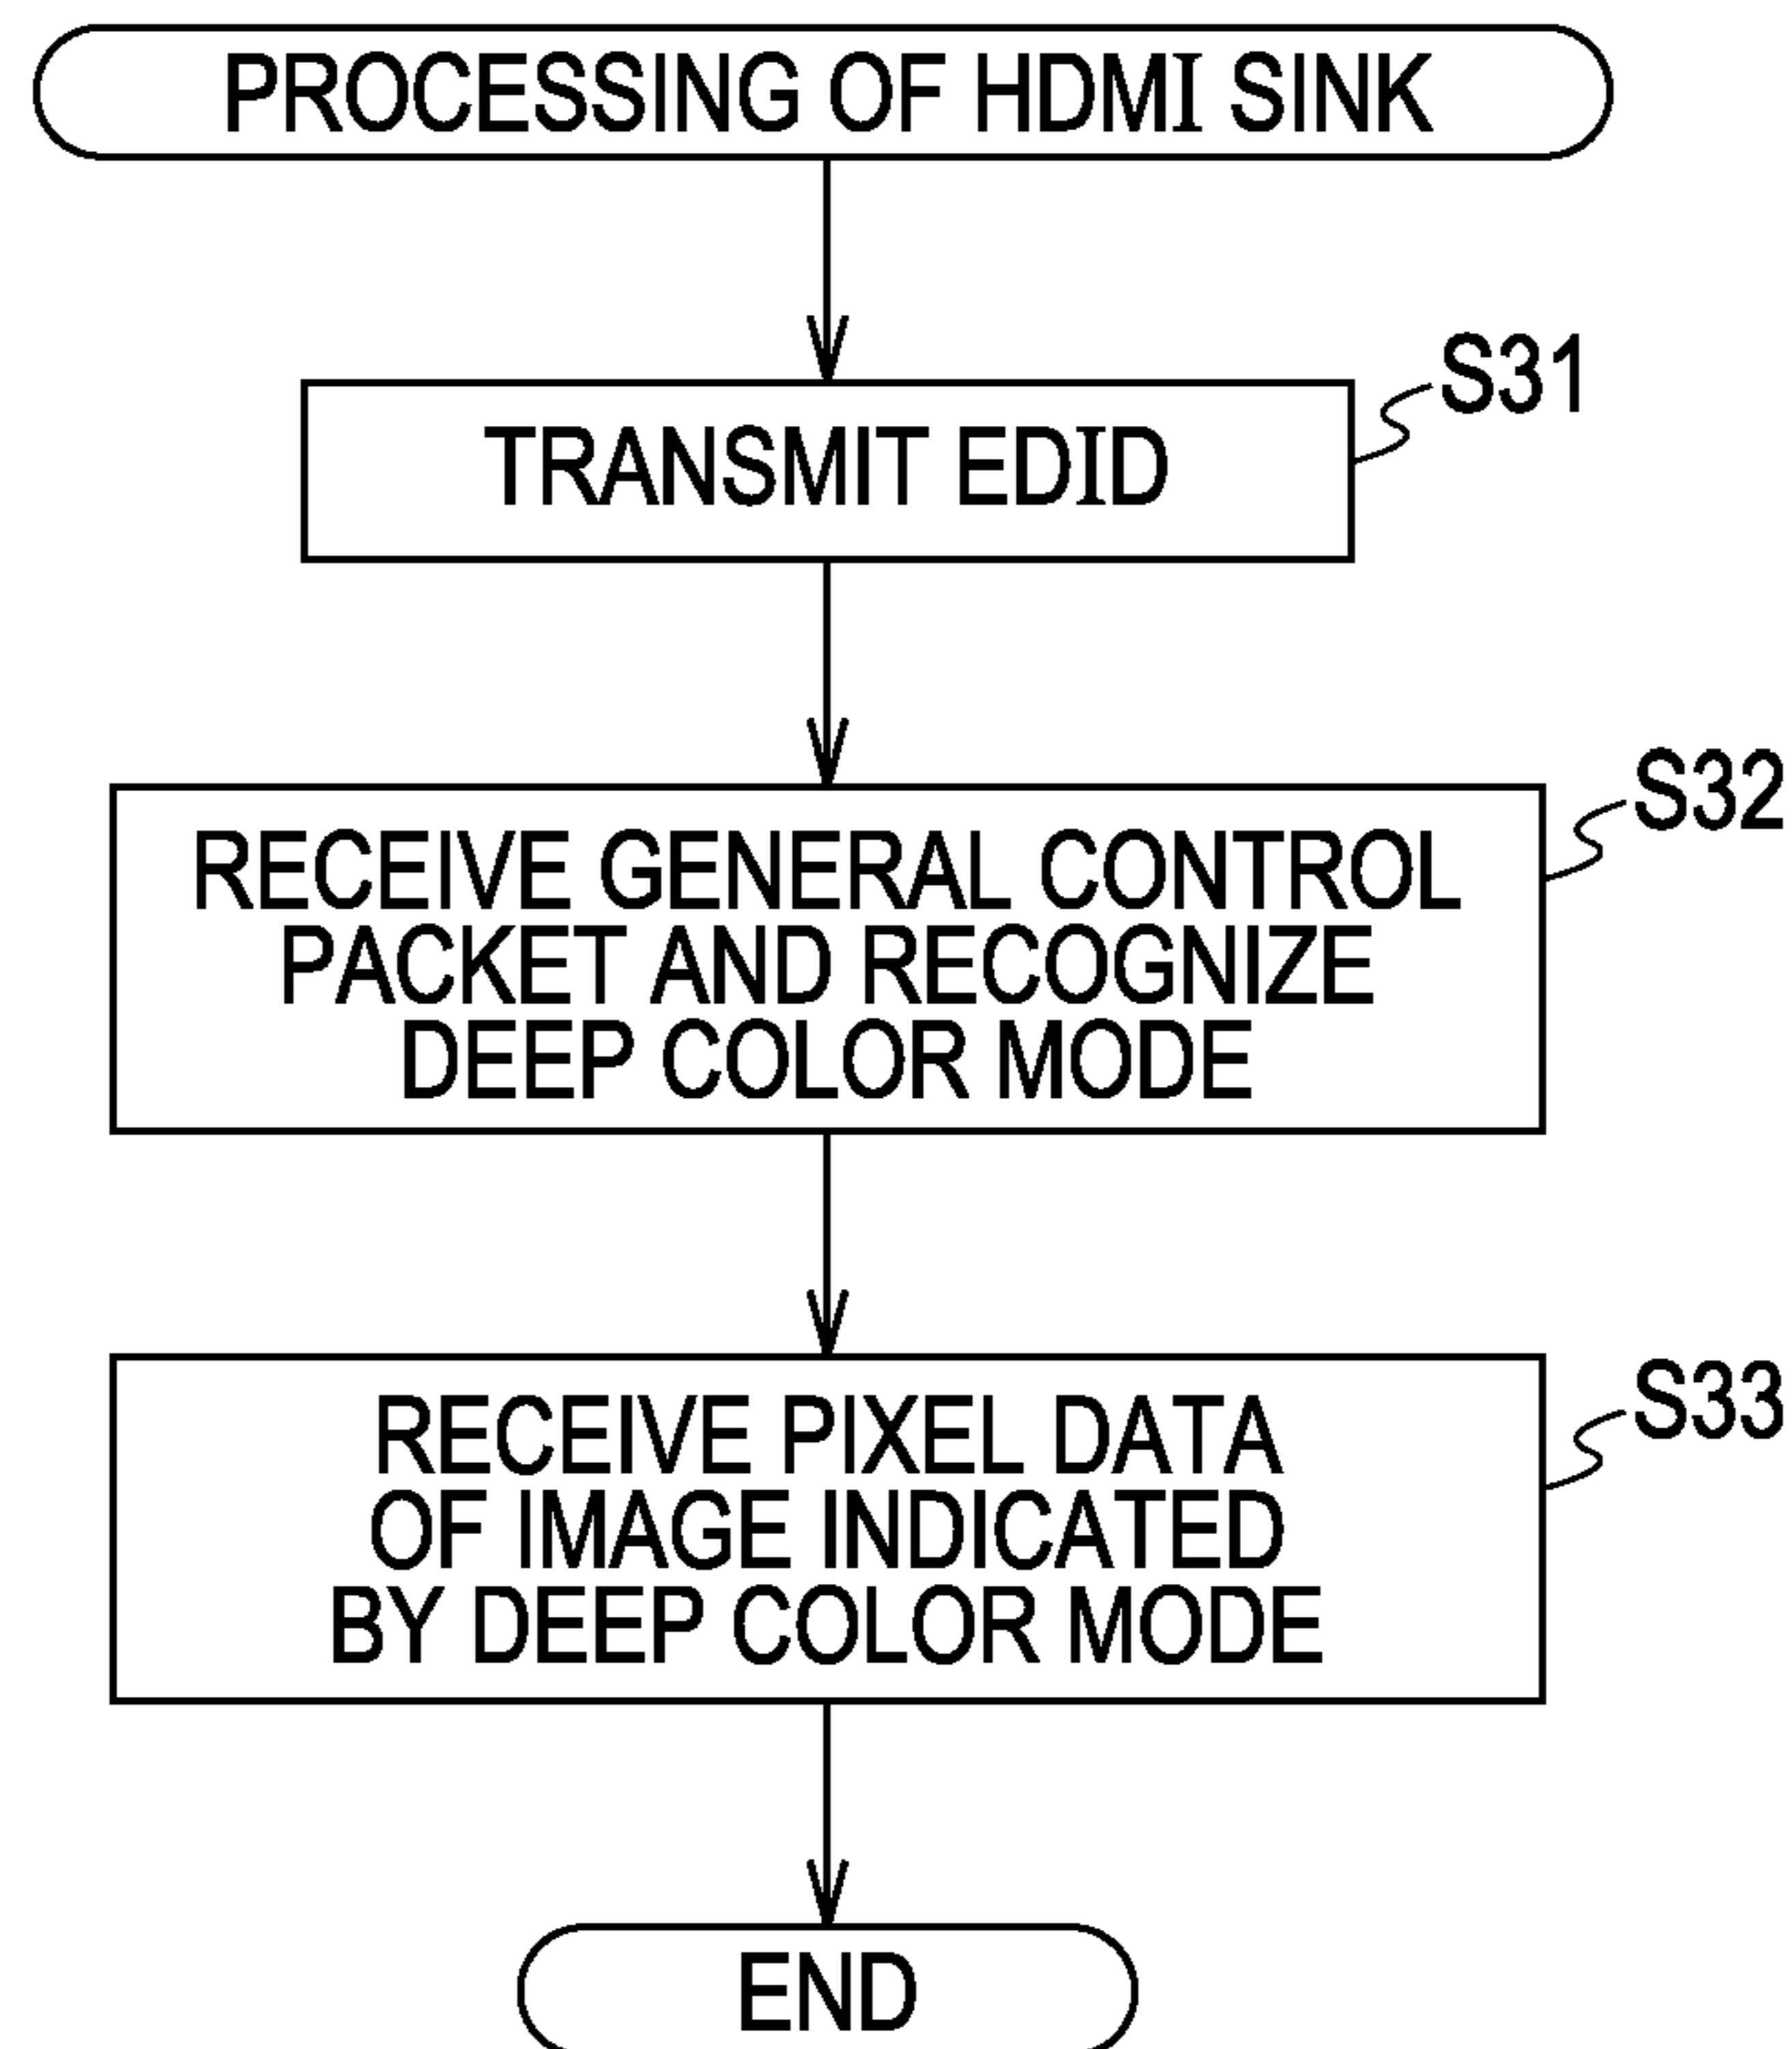 PROCESSING OF HDMI SINK
S31
TRANSMIT EDID
S32
RECEIVE GENERAL CONTROL
PACKET AND RECOGNIZE
DEEP COLOR MODE
S33
RECEIVE PIXEL DATA
OF IMAGE INDICATED
BY DEEP COLOR MODE
END